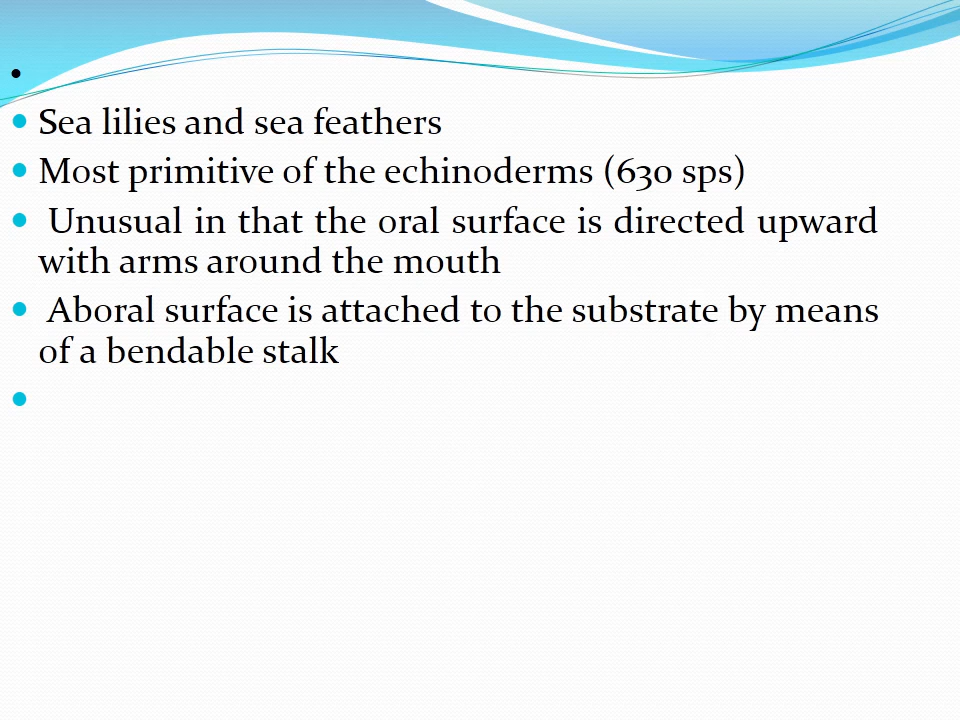 •
• Sea lilies and sea feathers
• Most primitive of the echinoderms (630 sps)
• Unusual in that the oral surface is directed upward
with arms around the mouth
• Aboral surface is attached to the substrate by means
of a bendable stalk
•